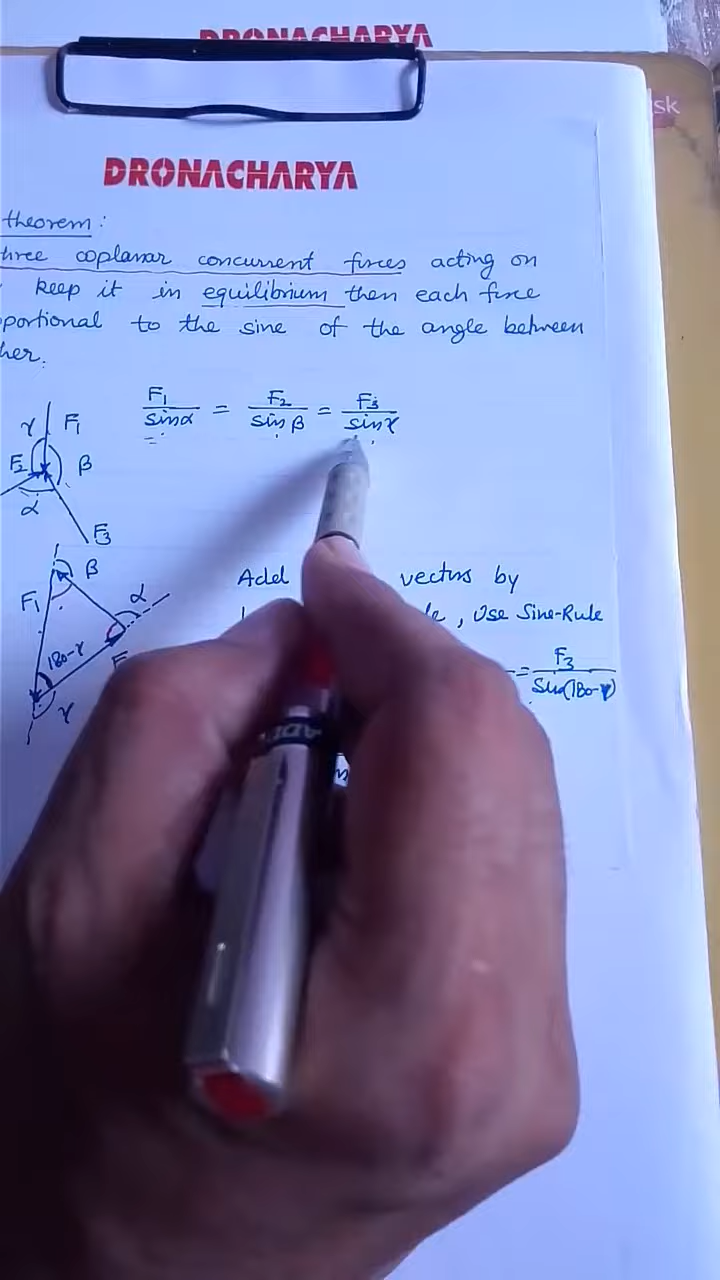 DRONACHARYA
sk
DRONACHARYA
theorem:
three coplanar concurrent forces acting on
keep it in equilibrium then each force
portional to the sine of the angle between
her.
F₁/sinα = F₂/sinβ = F₃/sinγ
γ F₁
F₂ β
α
F₃
β
Add vectors by
F₁ α
, Use Sine-Rule
180-γ F
= F₃/Sin(180-γ)
γ